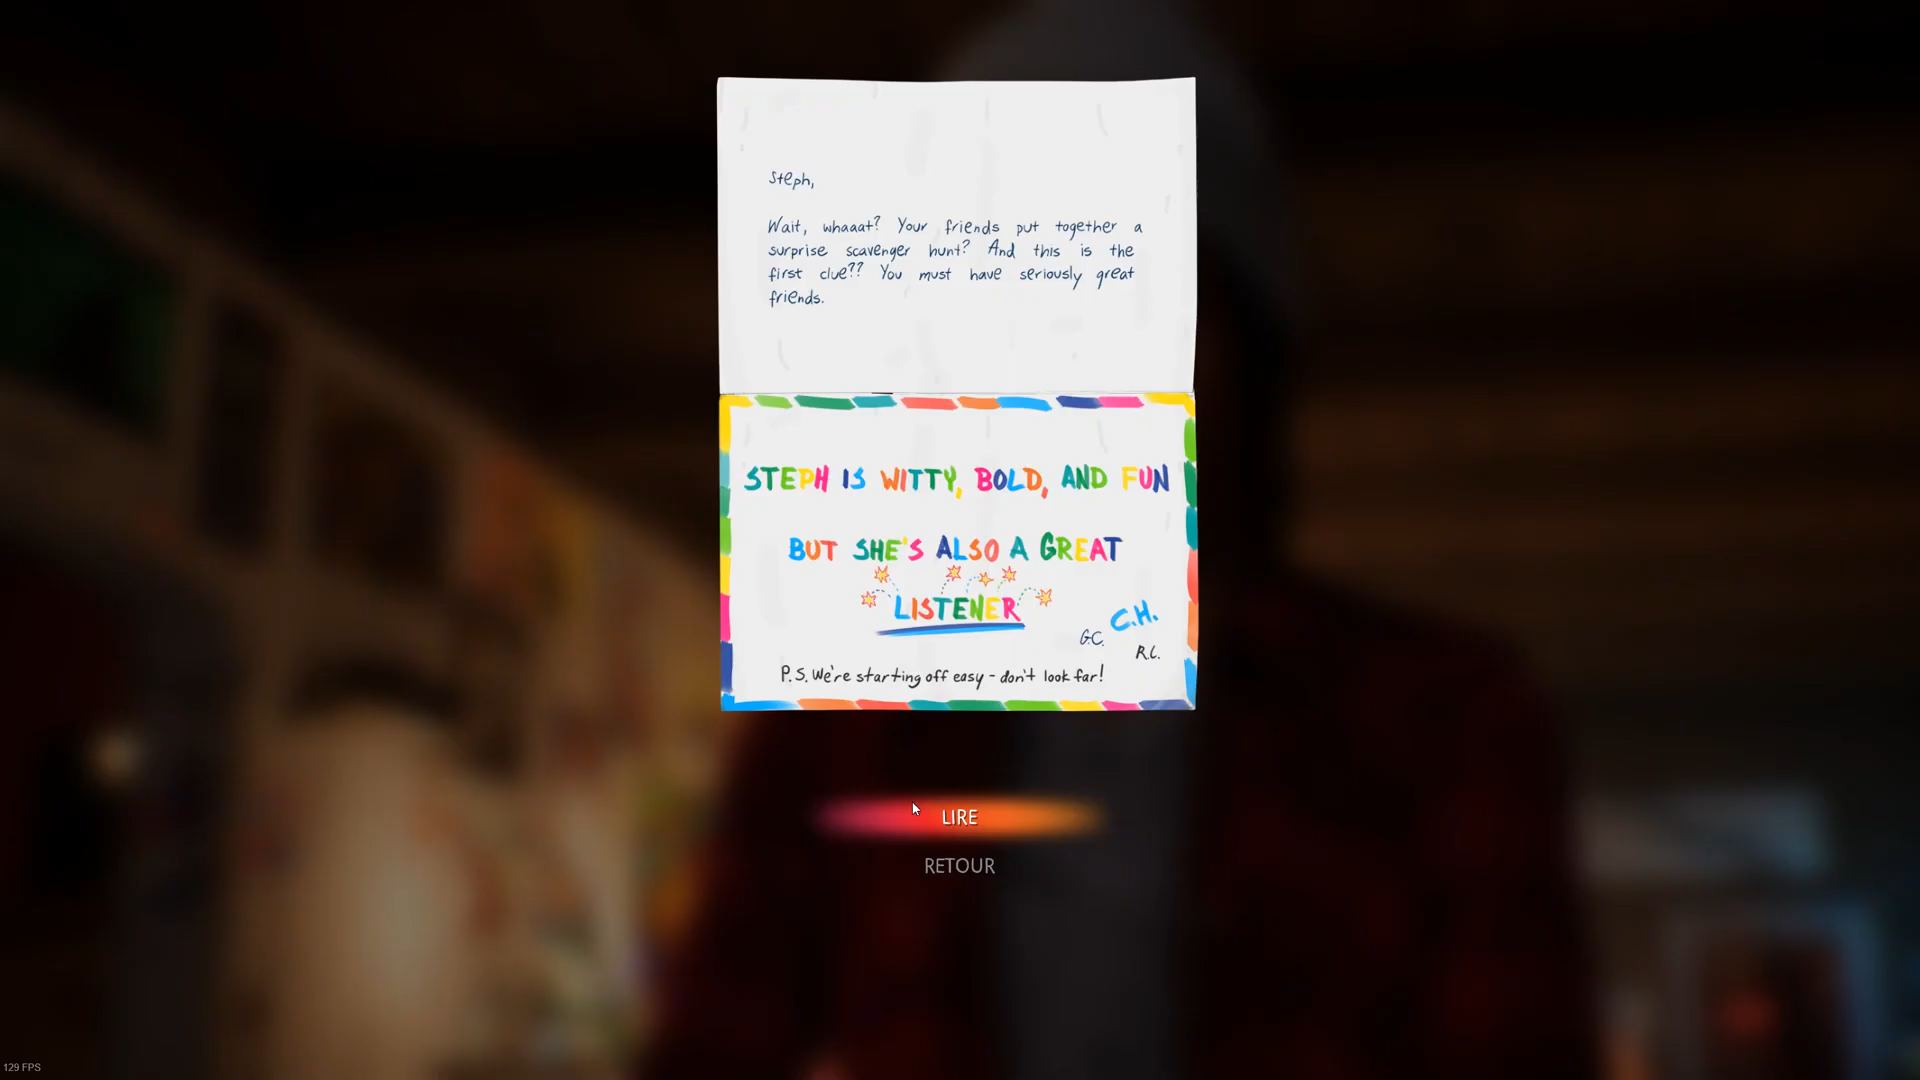 Steph,
Wait, whaaat? Your friends put together a
surprise scavenger hunt? And this is the
first clue?? You must have seriously great
friends.
STEPH IS WITTY, BOLD, AND FUN
BUT SHE'S ALSO A GREAT
LISTENER
C.H.
G.C.
R.L.
P.S. We're starting off easy - don't look far!
LIRE
RETOUR
129 FPS